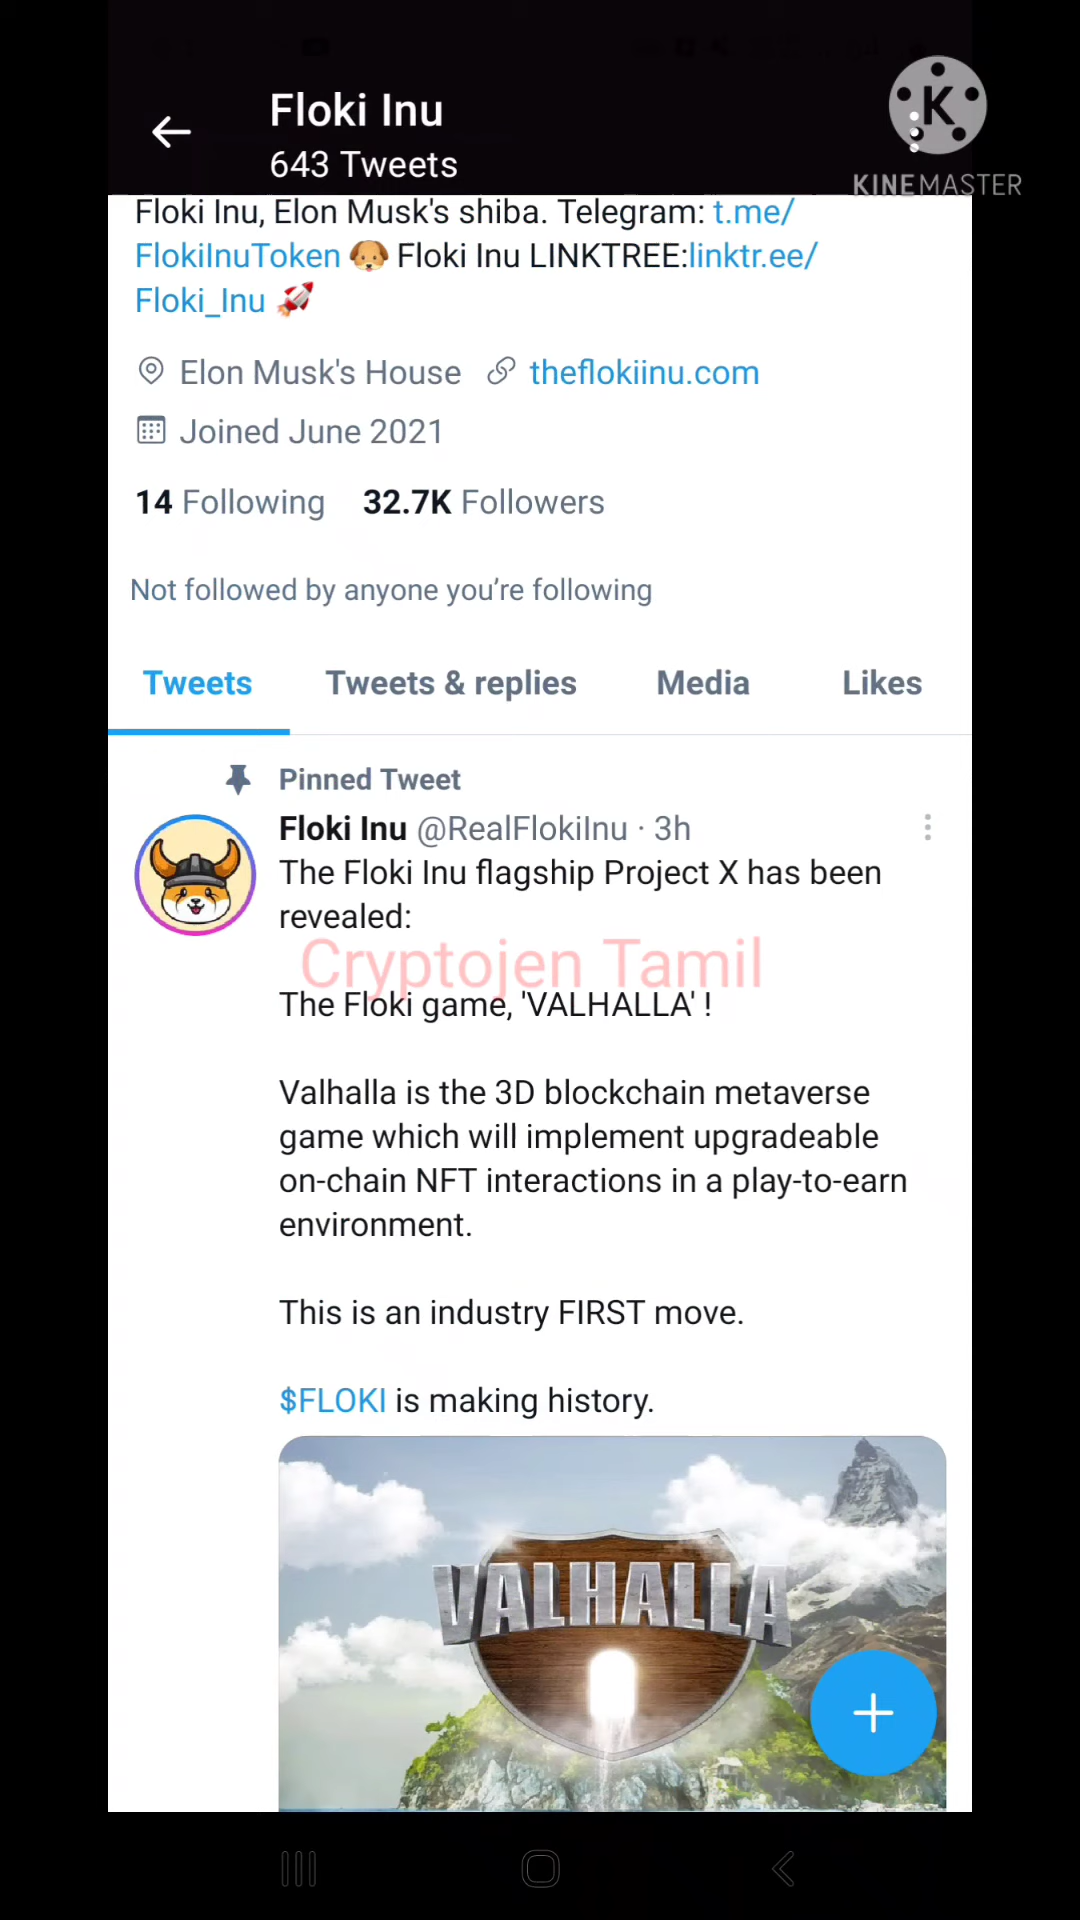 Floki Inu
643 Tweets
KINEMASTER
Floki Inu, Elon Musk's shiba. Telegram: t.me/
FlokiInuToken 🐶 Floki Inu LINKTREE:linktr.ee/
Floki_Inu 🚀
Elon Musk's House theflokiinu.com
Joined June 2021
14 Following 32.7K Followers
Not followed by anyone you’re following
Tweets Tweets & replies Media Likes
Pinned Tweet
Floki Inu @RealFlokiInu · 3h
The Floki Inu flagship Project X has been
revealed:
Cryptojen Tamil
The Floki game, 'VALHALLA' !
Valhalla is the 3D blockchain metaverse
game which will implement upgradeable
on-chain NFT interactions in a play-to-earn
environment.
This is an industry FIRST move.
$FLOKI is making history.
VALHALLA